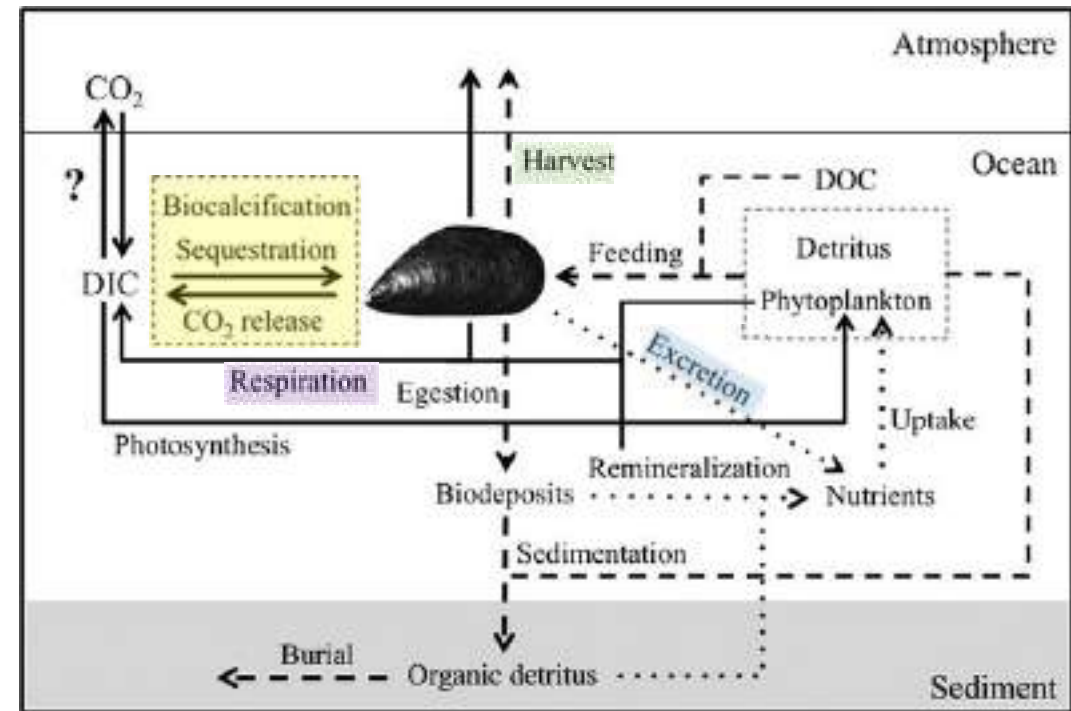 Atmosphere
CO₂
Harvest
Ocean
?
DOC
Biocalcification
Sequestration
Feeding
Detritus
DIC
Phytoplankton
CO₂ release
Excretion
Respiration
Egestion
Uptake
Photosynthesis
Remineralization
Biodeposits
Nutrients
Sedimentation
Burial
Organic detritus
Sediment